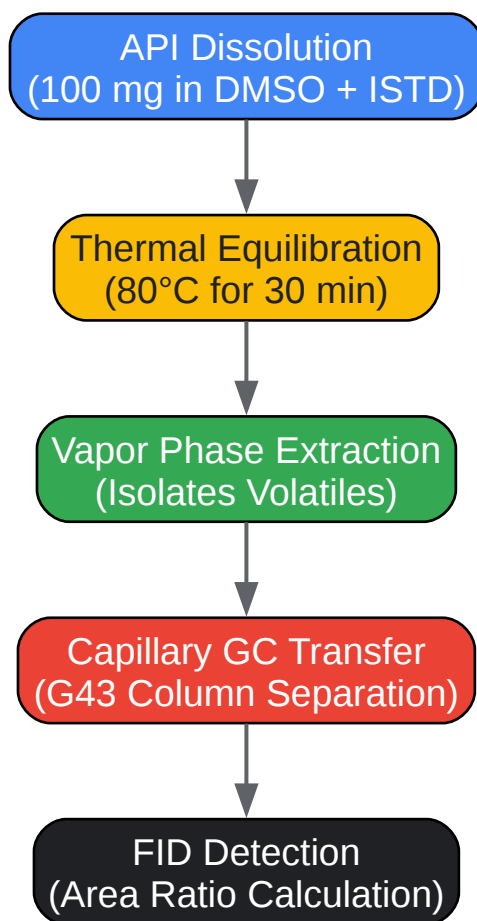 API Dissolution
(100 mg in DMSO + ISTD)
Thermal Equilibration
(80°C for 30 min)
Vapor Phase Extraction
(Isolates Volatiles)
Capillary GC Transfer
(G43 Column Separation)
FID Detection
(Area Ratio Calculation)